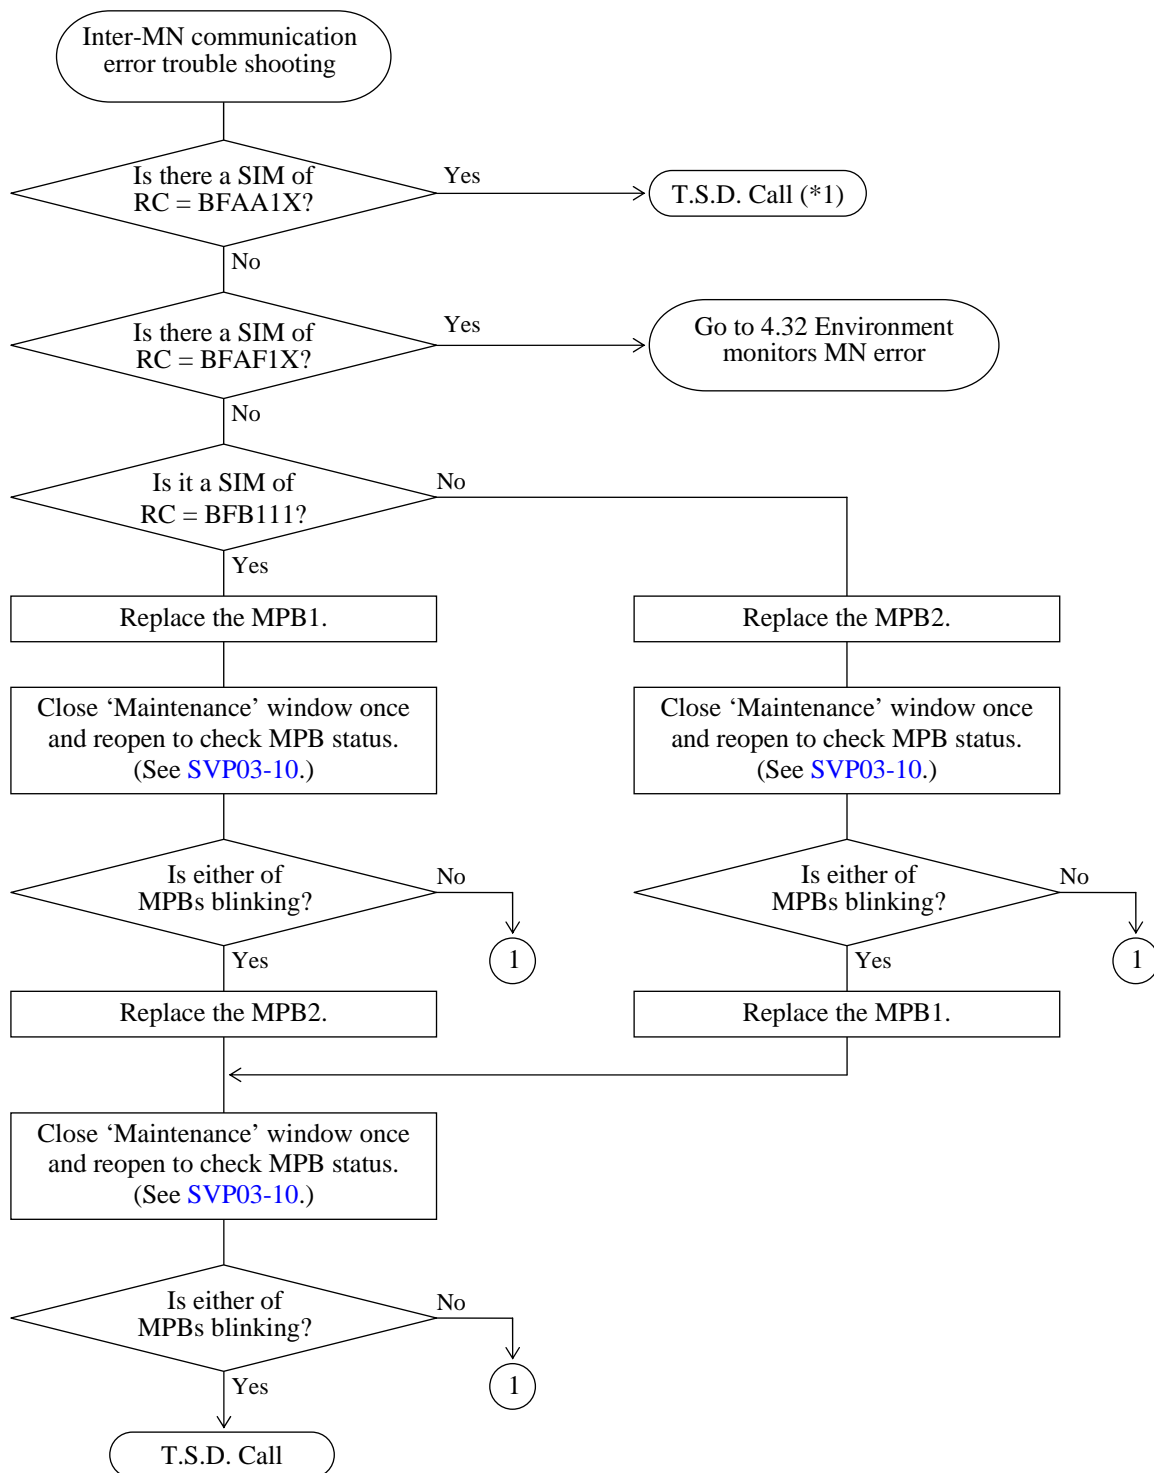 Inter-MN communication
error trouble shooting
Is there a SIM of
RC = BFAA1X?
Yes
T.S.D. Call (*1)
No
Is there a SIM of
RC = BFAF1X?
Yes
Go to 4.32 Environment
monitors MN error
No
Is it a SIM of
RC = BFB111?
No
Yes
Replace the MPB1.
Replace the MPB2.
Close ‘Maintenance’ window once
and reopen to check MPB status.
(See SVP03-10.)
Close ‘Maintenance’ window once
and reopen to check MPB status.
(See SVP03-10.)
Is either of
MPBs blinking?
No
1
Yes
Is either of
MPBs blinking?
No
1
Yes
Replace the MPB2.
Replace the MPB1.
Close ‘Maintenance’ window once
and reopen to check MPB status.
(See SVP03-10.)
Is either of
MPBs blinking?
No
1
Yes
T.S.D. Call